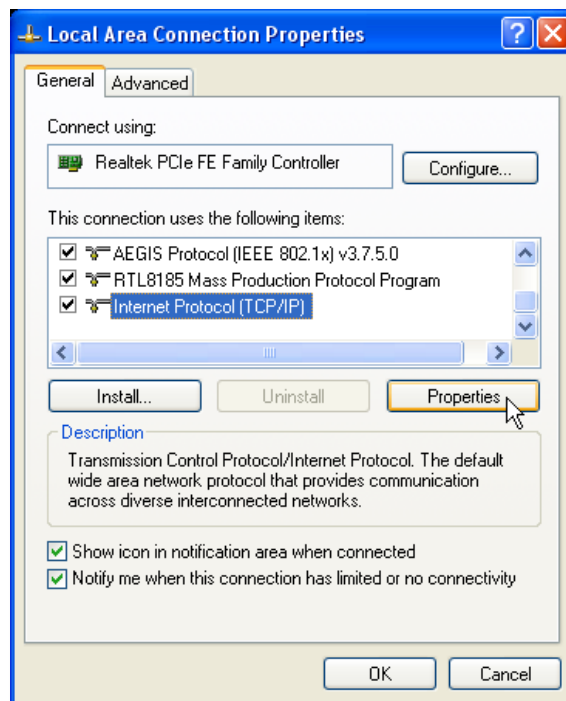 Local Area Connection Properties
General
Advanced
Connect using:
Realtek PCIe FE Family Controller
Configure...
This connection uses the following items:
AEGIS Protocol (IEEE 802.1x) v3.7.5.0
RTL8185 Mass Production Protocol Program
Internet Protocol (TCP/IP)
Install...
Uninstall
Properties
Description
Transmission Control Protocol/Internet Protocol. The default
wide area network protocol that provides communication
across diverse interconnected networks.
Show icon in notification area when connected
Notify me when this connection has limited or no connectivity
OK
Cancel